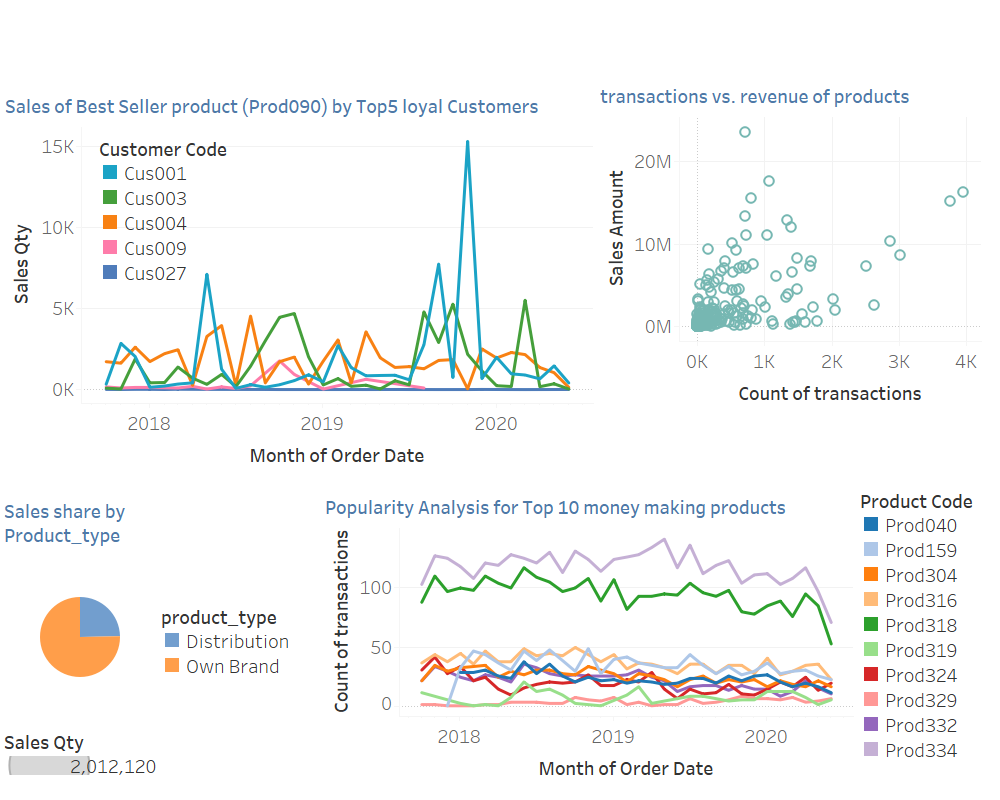 Sales of Best Seller product (Prod090) by Top5 loyal Customers
15K
10K
5K
0K
Sales Qty
Customer Code
Cus001
Cus003
Cus004
Cus009
Cus027
2018
2019
2020
Month of Order Date
transactions vs. revenue of products
20M
10M
0M
Sales Amount
0K
1K
2K
3K
4K
Count of transactions
Sales share by
Product_type
product_type
Distribution
Own Brand
Sales Qty
2,012,120
Popularity Analysis for Top 10 money making products
100
50
0
Count of transactions
2018
2019
2020
Month of Order Date
Product Code
Prod040
Prod159
Prod304
Prod316
Prod318
Prod319
Prod324
Prod329
Prod332
Prod334